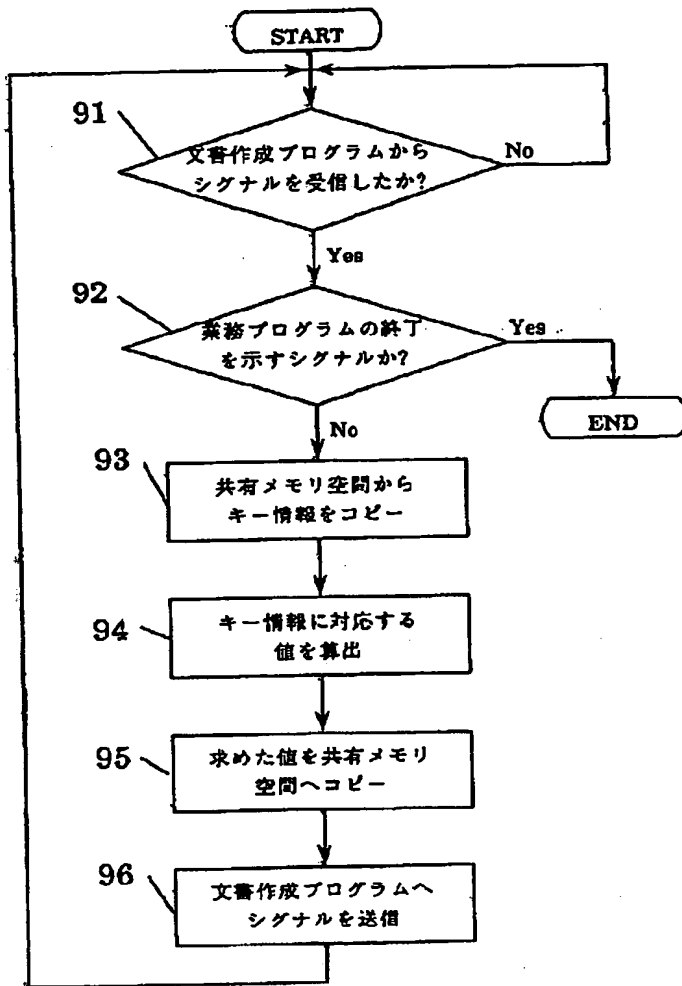 START
91
文書作成プログラムから
シグナルを受信したか?
No
Yes
92
業務プログラムの終了
を示すシグナルか?
Yes
END
No
93
共有メモリ空間から
キー情報をコピー
94
キー情報に対応する
値を算出
95
求めた値を共有メモリ
空間へコピー
96
文書作成プログラムへ
シグナルを送信